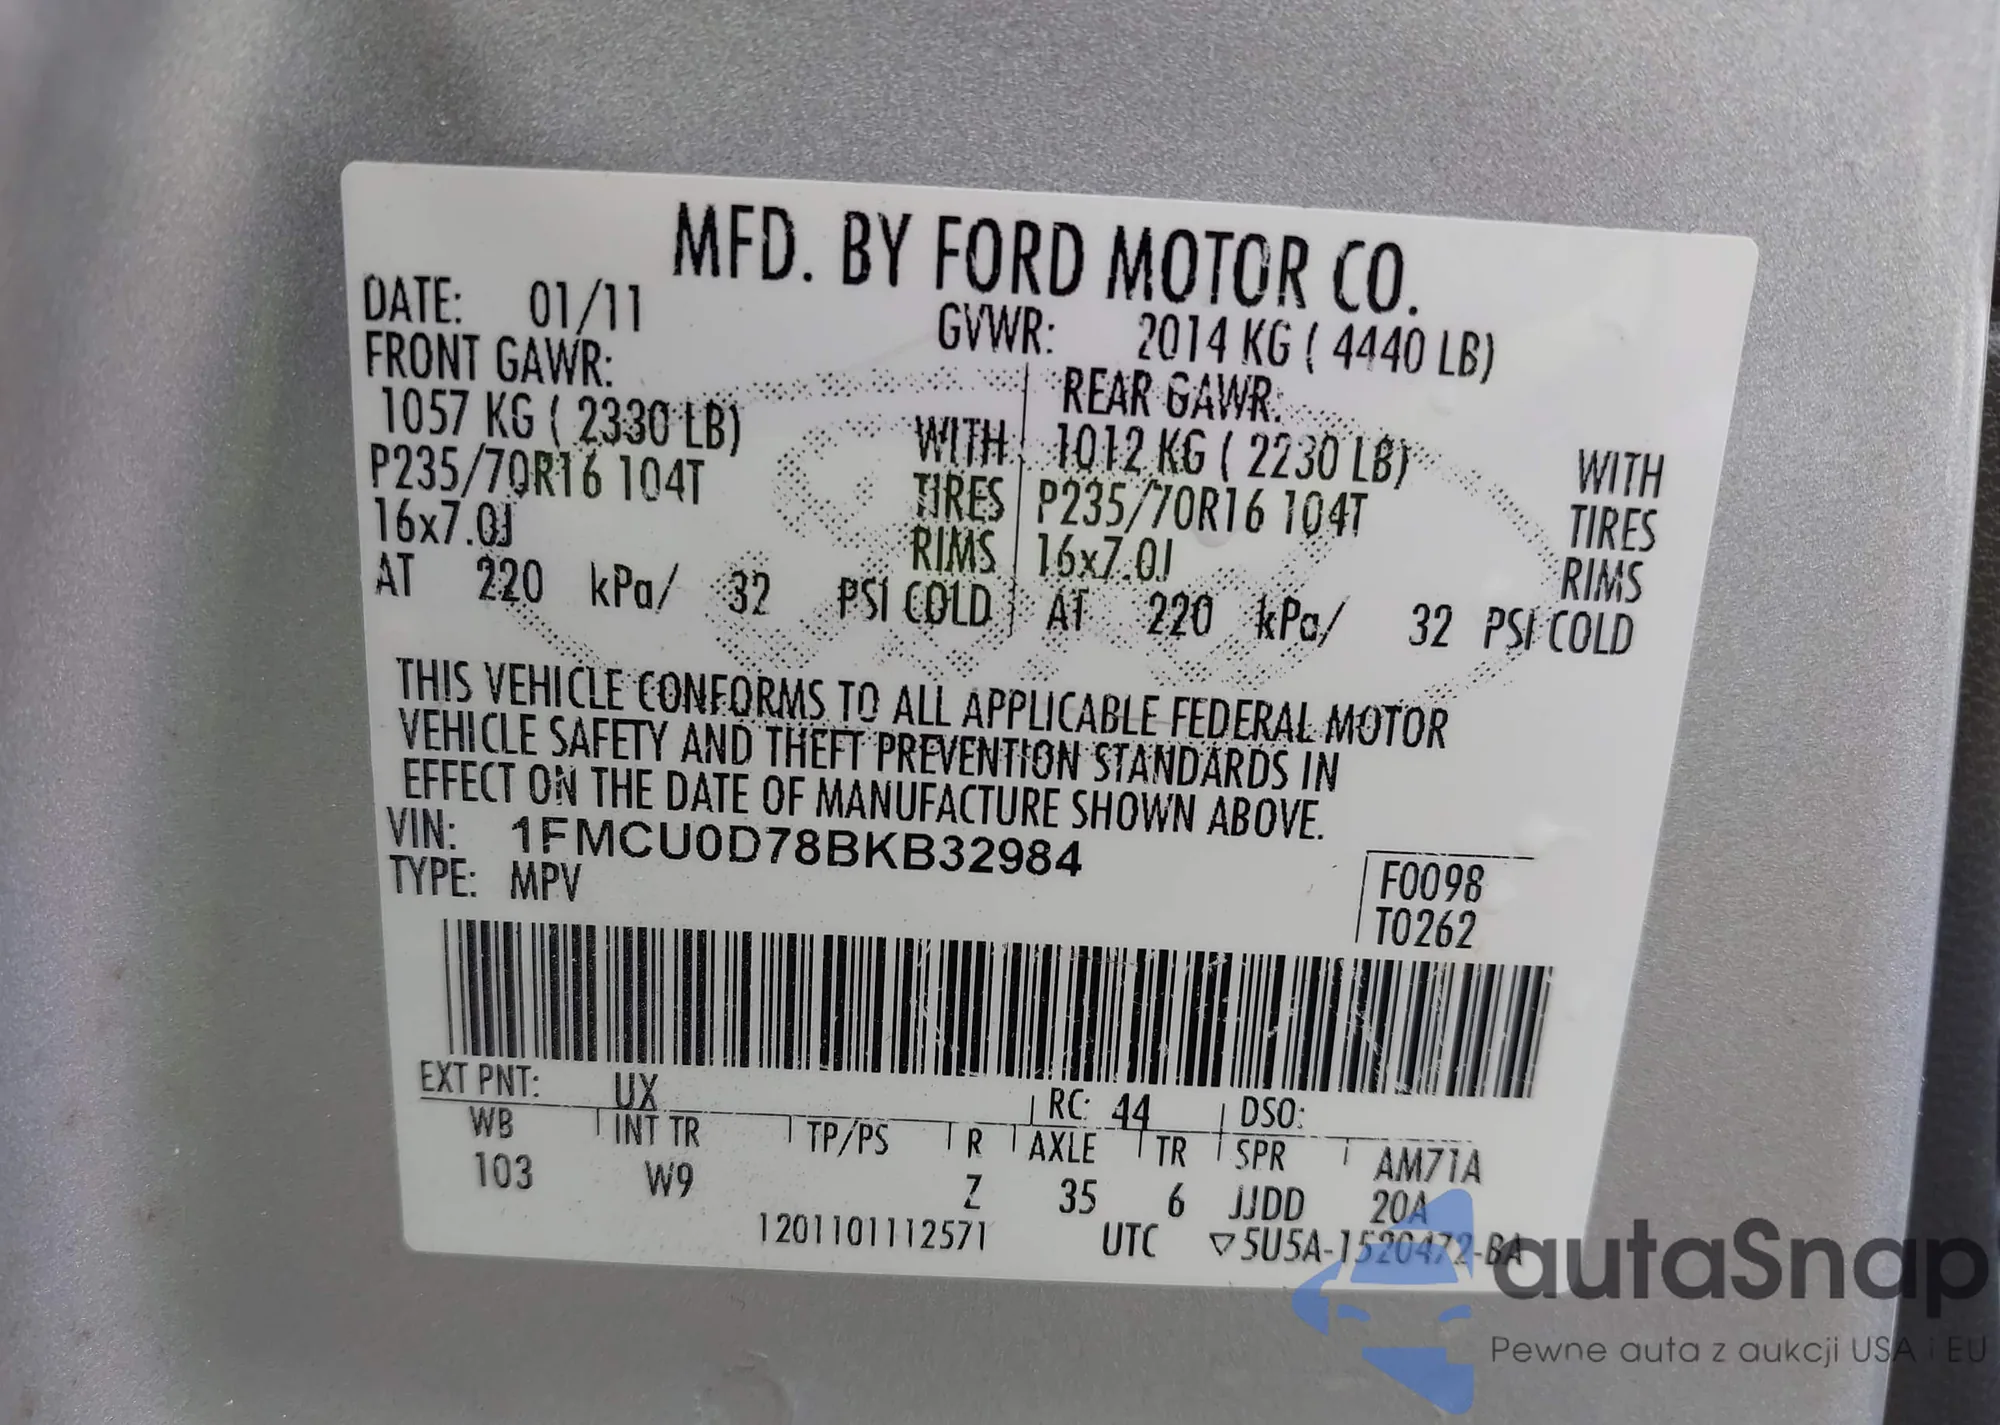 MFD. BY FORD MOTOR CO.
DATE: 01/11 GVWR: 2014 KG ( 4440 LB)
FRONT GAWR: REAR GAWR:
1057 KG ( 2330 LB) WITH 1012 KG ( 2230 LB) WITH
P235/70R16 104T TIRES P235/70R16 104T TIRES
16x7.0J RIMS 16x7.0J RIMS
AT 220 kPa/ 32 PSI COLD AT 220 kPa/ 32 PSI COLD
THIS VEHICLE CONFORMS TO ALL APPLICABLE FEDERAL MOTOR
VEHICLE SAFETY AND THEFT PREVENTION STANDARDS IN
EFFECT ON THE DATE OF MANUFACTURE SHOWN ABOVE.
VIN: 1FMCU0D78BKB32984
TYPE: MPV F0098
T0262
EXT PNT: UX RC: 44 DSO:
WB INT TR TP/PS R AXLE TR SPR AM71A
103 W9 Z 35 6 JJDD 20A
1201101112571 UTC ▽5U5A-1520472-BA
autaSnap
Pewne auta z aukcji USA i EU